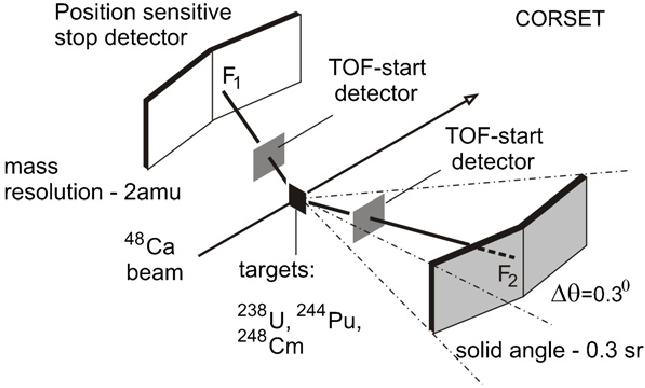 Position sensitive
stop detector
CORSET
F₁
TOF-start
detector
TOF-start
detector
mass
resolution - 2amu
⁴⁸Ca
beam
targets:
²³⁸U, ²⁴⁴Pu,
²⁴⁸Cm
F₂
Δθ=0.3⁰
solid angle - 0.3 sr